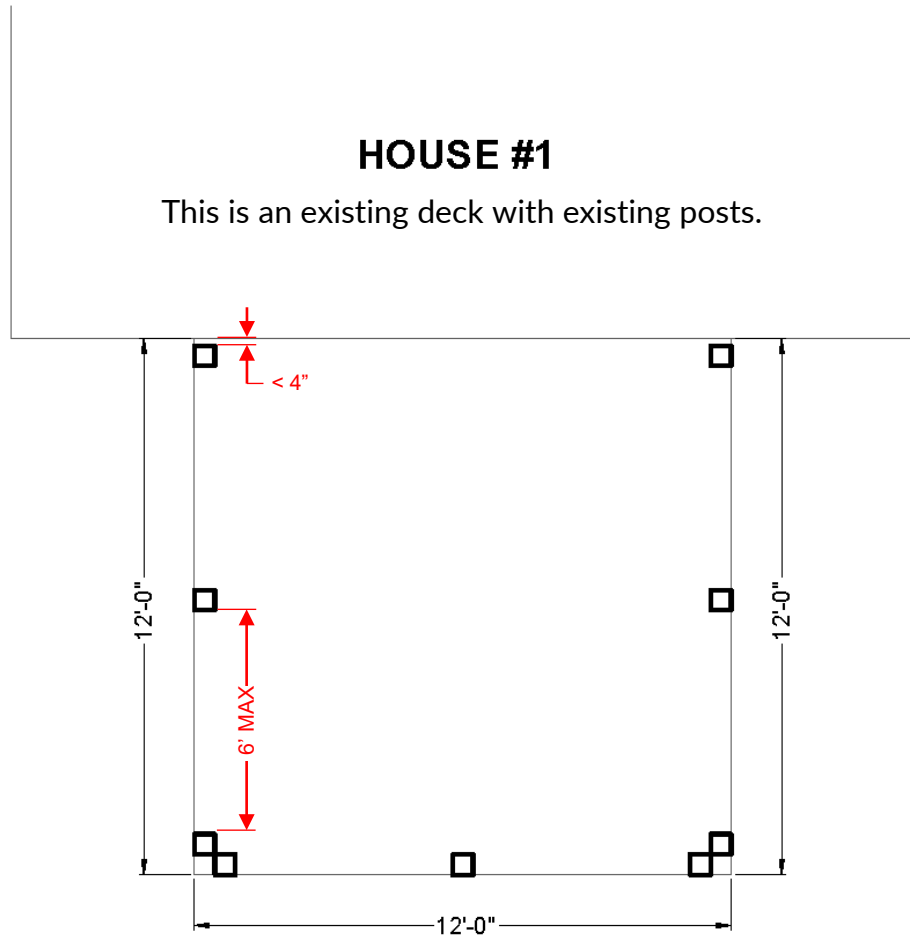 HOUSE #1
This is an existing deck with existing posts.
< 4"
12'-0"
12'-0"
6' MAX
12'-0"